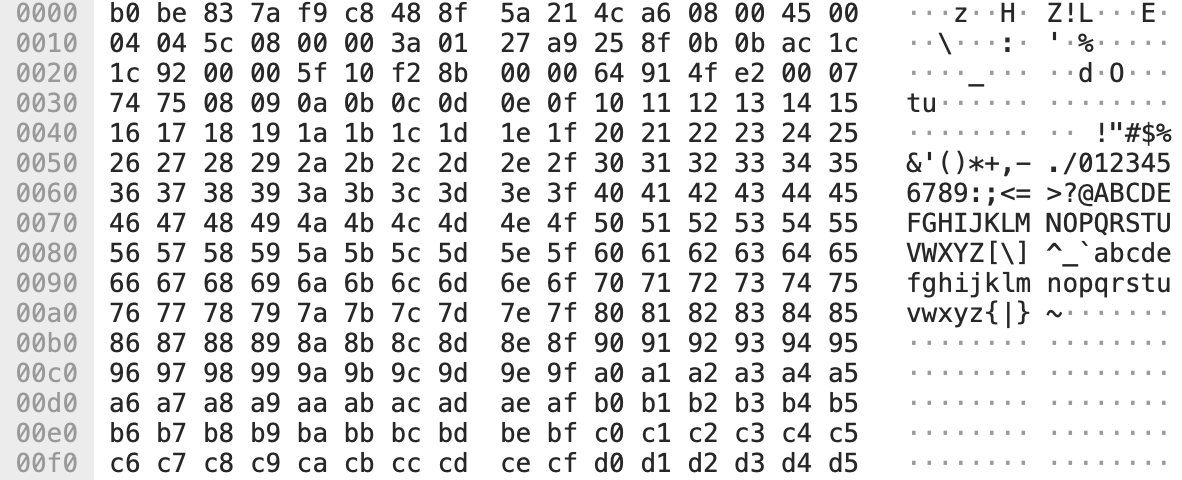 0000 b0 be 83 7a f9 c8 48 8f 5a 21 4c a6 08 00 45 00 ···z··H· Z!L···E·
0010 04 04 5c 08 00 00 3a 01 27 a9 25 8f 0b 0b ac 1c ··\···:· '·%·····
0020 1c 92 00 00 5f 10 f2 8b 00 00 64 91 4f e2 00 07 ····_··· ··d·O···
0030 74 75 08 09 0a 0b 0c 0d 0e 0f 10 11 12 13 14 15 tu······ ········
0040 16 17 18 19 1a 1b 1c 1d 1e 1f 20 21 22 23 24 25 ········ ·· !"#$%
0050 26 27 28 29 2a 2b 2c 2d 2e 2f 30 31 32 33 34 35 &'()*+,- ./012345
0060 36 37 38 39 3a 3b 3c 3d 3e 3f 40 41 42 43 44 45 6789:;<= >?@ABCDE
0070 46 47 48 49 4a 4b 4c 4d 4e 4f 50 51 52 53 54 55 FGHIJKLM NOPQRSTU
0080 56 57 58 59 5a 5b 5c 5d 5e 5f 60 61 62 63 64 65 VWXYZ[\] ^_`abcde
0090 66 67 68 69 6a 6b 6c 6d 6e 6f 70 71 72 73 74 75 fghijklm nopqrstu
00a0 76 77 78 79 7a 7b 7c 7d 7e 7f 80 81 82 83 84 85 vwxyz{|} ~·······
00b0 86 87 88 89 8a 8b 8c 8d 8e 8f 90 91 92 93 94 95 ········ ········
00c0 96 97 98 99 9a 9b 9c 9d 9e 9f a0 a1 a2 a3 a4 a5 ········ ········
00d0 a6 a7 a8 a9 aa ab ac ad ae af b0 b1 b2 b3 b4 b5 ········ ········
00e0 b6 b7 b8 b9 ba bb bc bd be bf c0 c1 c2 c3 c4 c5 ········ ········
00f0 c6 c7 c8 c9 ca cb cc cd ce cf d0 d1 d2 d3 d4 d5 ········ ········